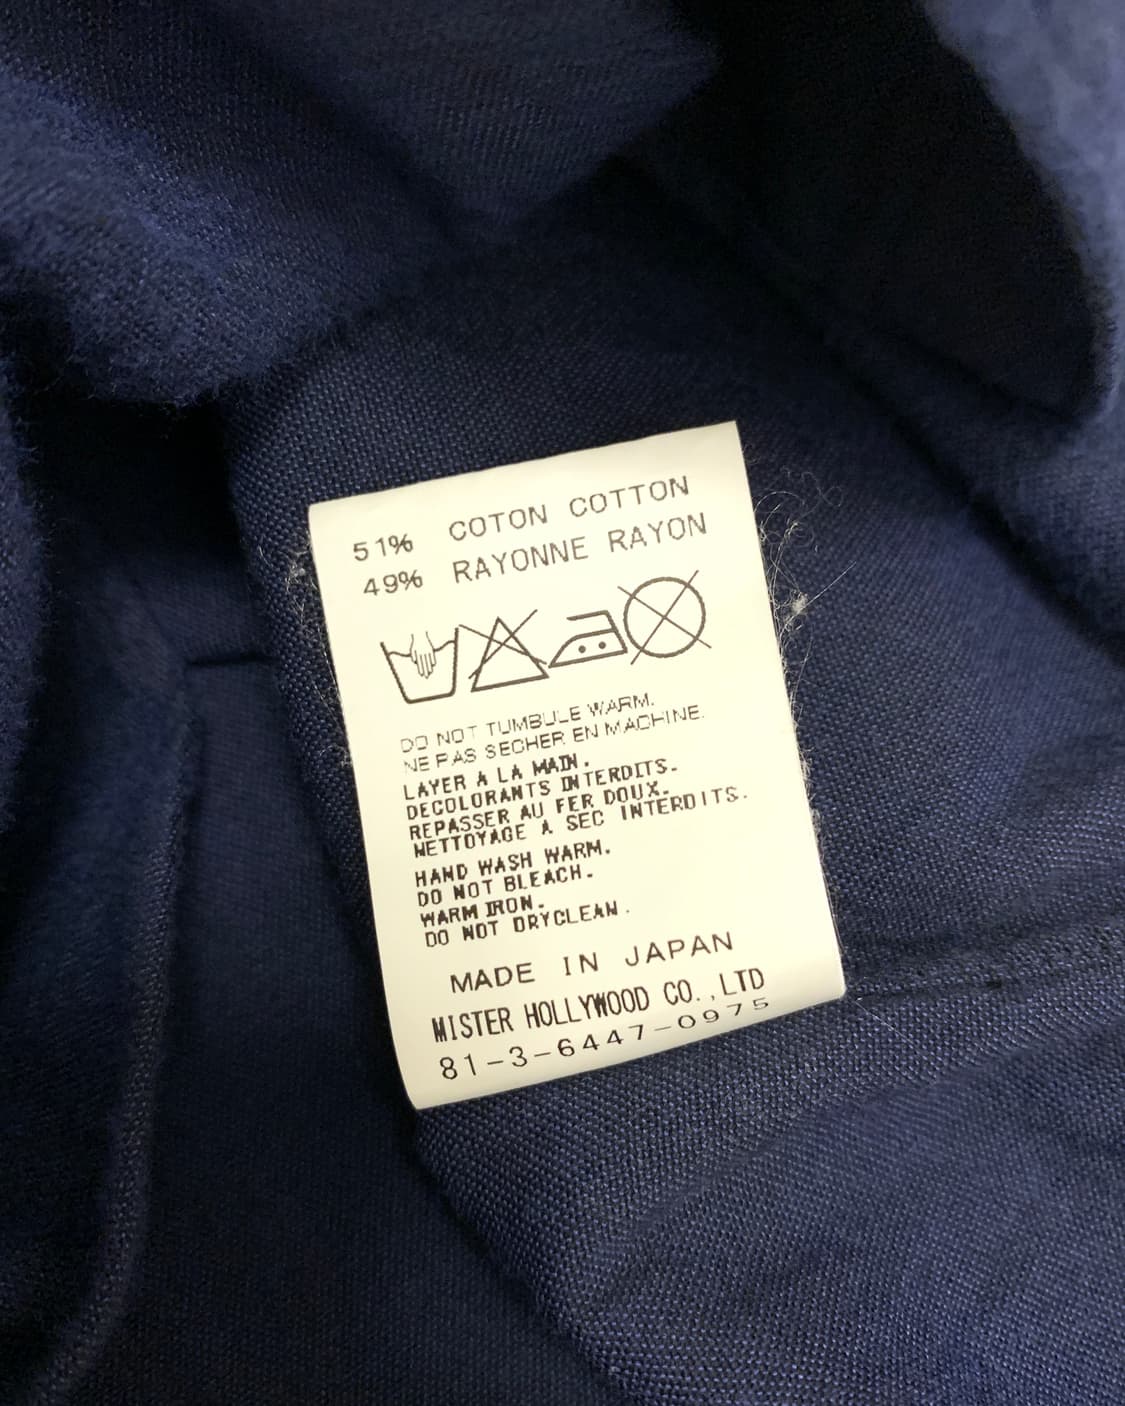 51% COTON COTTON
49% RAYONNE RAYON
DO NOT TUMBULE WARM.
NE PAS SECHER EN MACHINE.
LAYER A LA MAIN.
DECOLORANTS INTERDITS.
REPASSER AU FER DOUX.
NETTOYAGE A SEC INTERDITS.
HAND WASH WARM.
DO NOT BLEACH.
WARM IRON.
DO NOT DRYCLEAN.
MADE IN JAPAN
MISTER HOLLYWOOD CO.,LTD
81-3-6447-0975